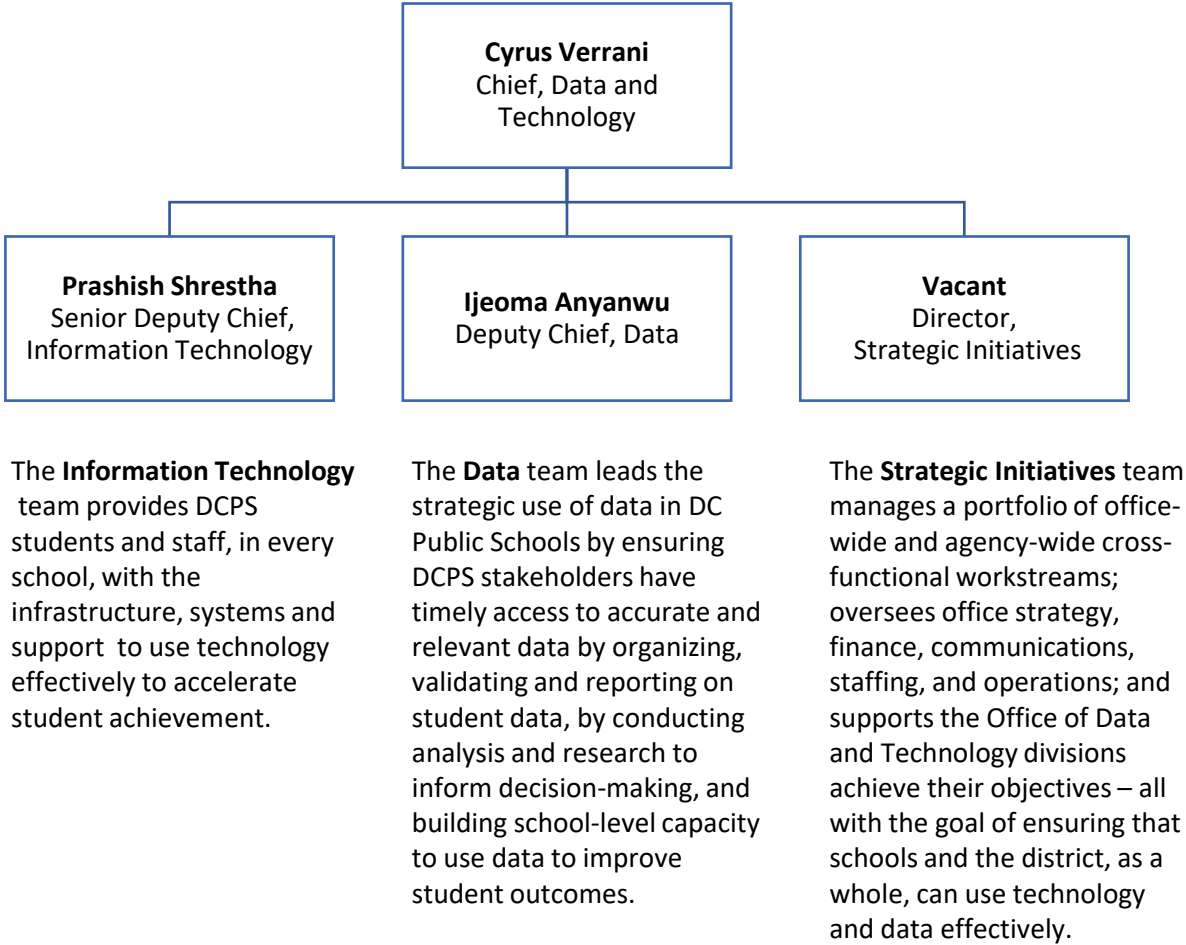 Cyrus Verrani
Chief, Data and
Technology
Prashish Shrestha
Senior Deputy Chief,
Information Technology
Ijeoma Anyanwu
Deputy Chief, Data
Vacant
Director,
Strategic Initiatives
The Information Technology
team provides DCPS
students and staff, in every
school, with the
infrastructure, systems and
support to use technology
effectively to accelerate
student achievement.
The Data team leads the
strategic use of data in DC
Public Schools by ensuring
DCPS stakeholders have
timely access to accurate and
relevant data by organizing,
validating and reporting on
student data, by conducting
analysis and research to
inform decision-making, and
building school-level capacity
to use data to improve
student outcomes.
The Strategic Initiatives team
manages a portfolio of office-
wide and agency-wide cross-
functional workstreams;
oversees office strategy,
finance, communications,
staffing, and operations; and
supports the Office of Data
and Technology divisions
achieve their objectives – all
with the goal of ensuring that
schools and the district, as a
whole, can use technology
and data effectively.